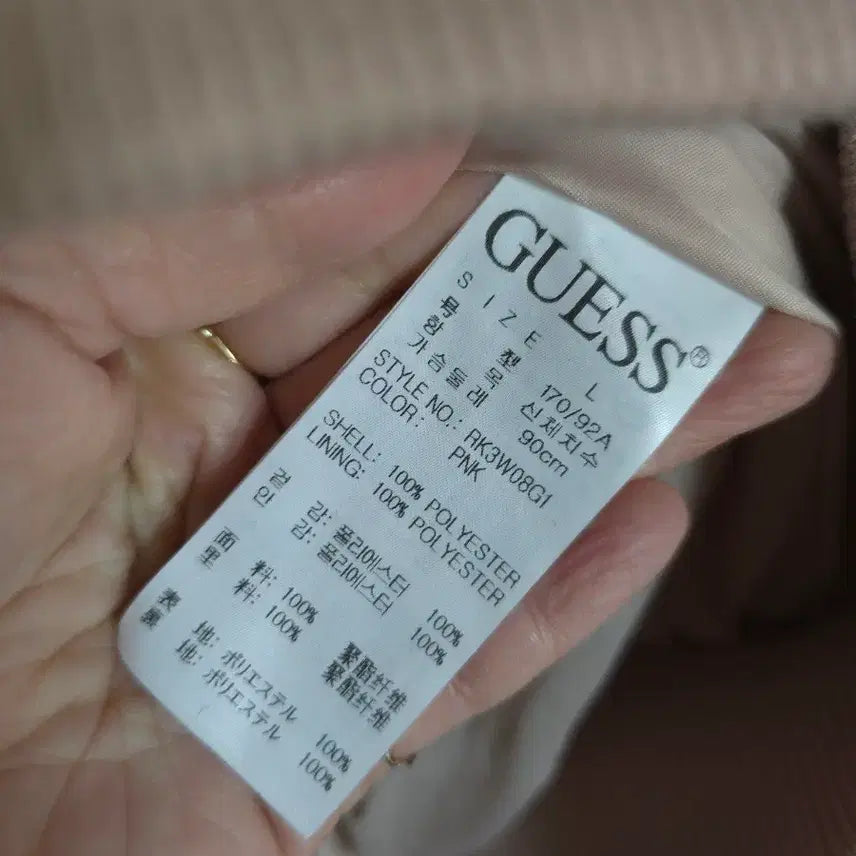 GUESS®
SIZE L
호 형 170/92A
항 목 신체치수
가슴둘레 90cm
STYLE NO.: RK3W08G1
COLOR: PNK
SHELL: 100% POLYESTER
LINING: 100% POLYESTER
겉 감: 폴리에스터 100%
안 감: 폴리에스터 100%
面 料: 100% 聚酯纤维
里 料: 100% 聚酯纤维
表 地: ポリエステル 100%
裏 地: ポリエステル 100%